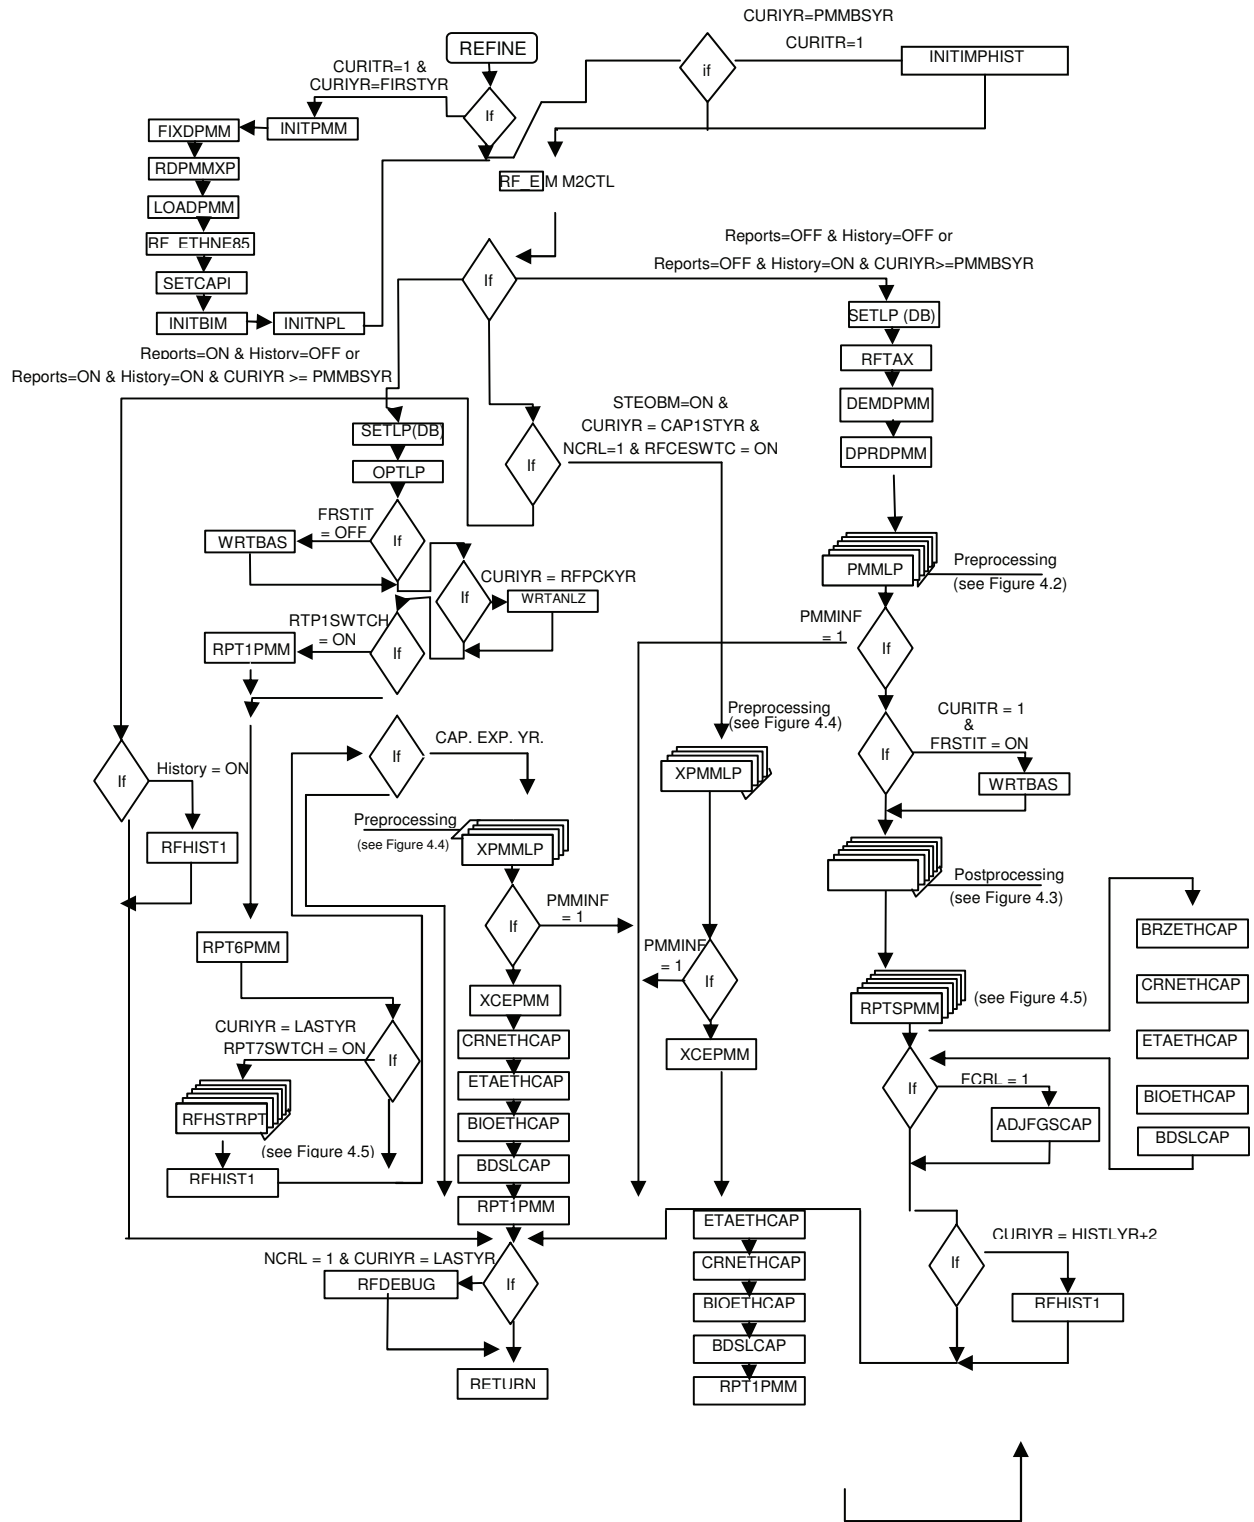 CURIYR=PMMBSYR
CURITR=1
REFINE
if
INITIMPHIST
CURITR=1 &
CURIYR=FIRSTYR
If
FIXDPMM
INITPMM
RDPMMXP
RF_EM M2CTL
LOADPMM
RF_ETHNE85
SETCAPI
INITBIM
INITNPL
Reports=OFF & History=OFF or
Reports=OFF & History=ON & CURIYR>=PMMBSYR
If
SETLP (DB)
RFTAX
DEMDPMM
DPRDPMM
Reports=ON & History=OFF or
Reports=ON & History=ON & CURIYR >= PMMBSYR
STEOBM=ON &
CURIYR = CAP1STYR &
NCRL=1 & RFCESWTC = ON
SETLP(DB)
If
OPTLP
FRSTIT
= OFF
If
WRTBAS
CURIYR = RFPCKYR
If
WRTANLZ
RTP1SWTCH
= ON
If
RPT1PMM
PMMLP
Preprocessing
(see Figure 4.2)
PMMINF
= 1
If
CURITR = 1
&
FRSTIT = ON
If
WRTBAS
Preprocessing
(see Figure 4.4)
XPMMLP
If
CAP. EXP. YR.
If
History = ON
RFHIST1
Preprocessing
(see Figure 4.4)
XPMMLP
Postprocessing
(see Figure 4.3)
PMMINF
= 1
If
PMMINF
= 1
If
BRZETHCAP
CRNETHCAP
ETAETHCAP
BIOETHCAP
BDSLCAP
RPT6PMM
XCEPMM
RPTSPMM
(see Figure 4.5)
CURIYR = LASTYR
RPT7SWTCH = ON
If
CRNETHCAP
XCEPMM
ETAETHCAP
If
FCRL = 1
RFHSTRPT
(see Figure 4.5)
BIOETHCAP
ADJFGSCAP
RFHIST1
BDSLCAP
RPT1PMM
ETAETHCAP
CRNETHCAP
BIOETHCAP
BDSLCAP
RPT1PMM
CURIYR = HISTLYR+2
If
RFHIST1
NCRL = 1 & CURIYR = LASTYR
RFDEBUG
If
RETURN